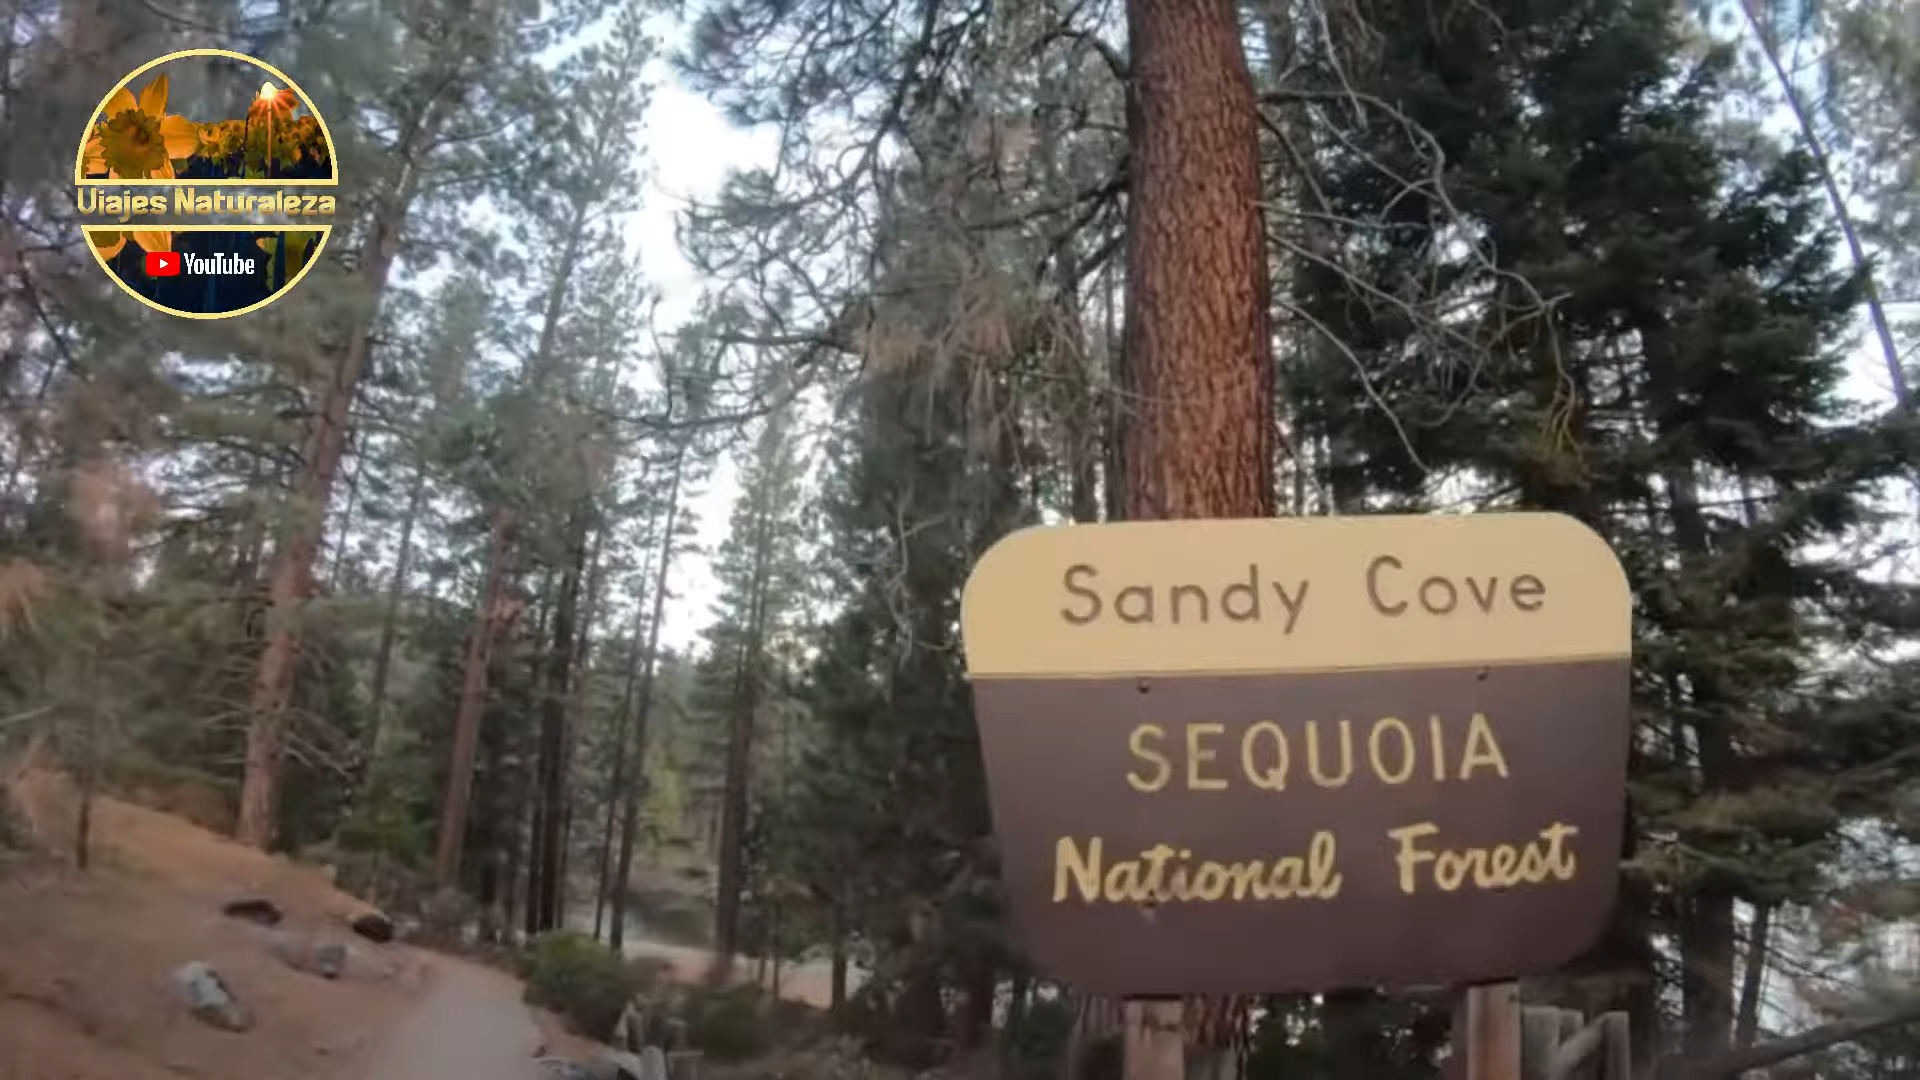 Viajes Naturaleza
YouTube
Sandy Cove
SEQUOIA
National Forest